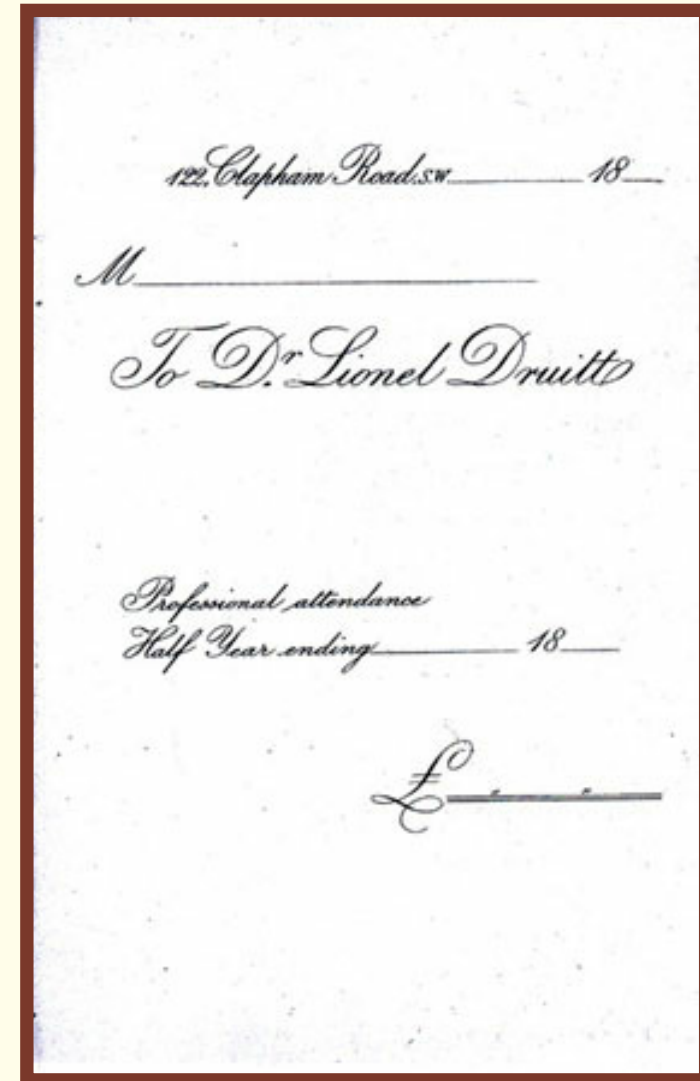 122, Clapham Road. S.W. 18
M
To Dr. Lionel Druitt
Professional attendance
Half Year ending 18
£ " "